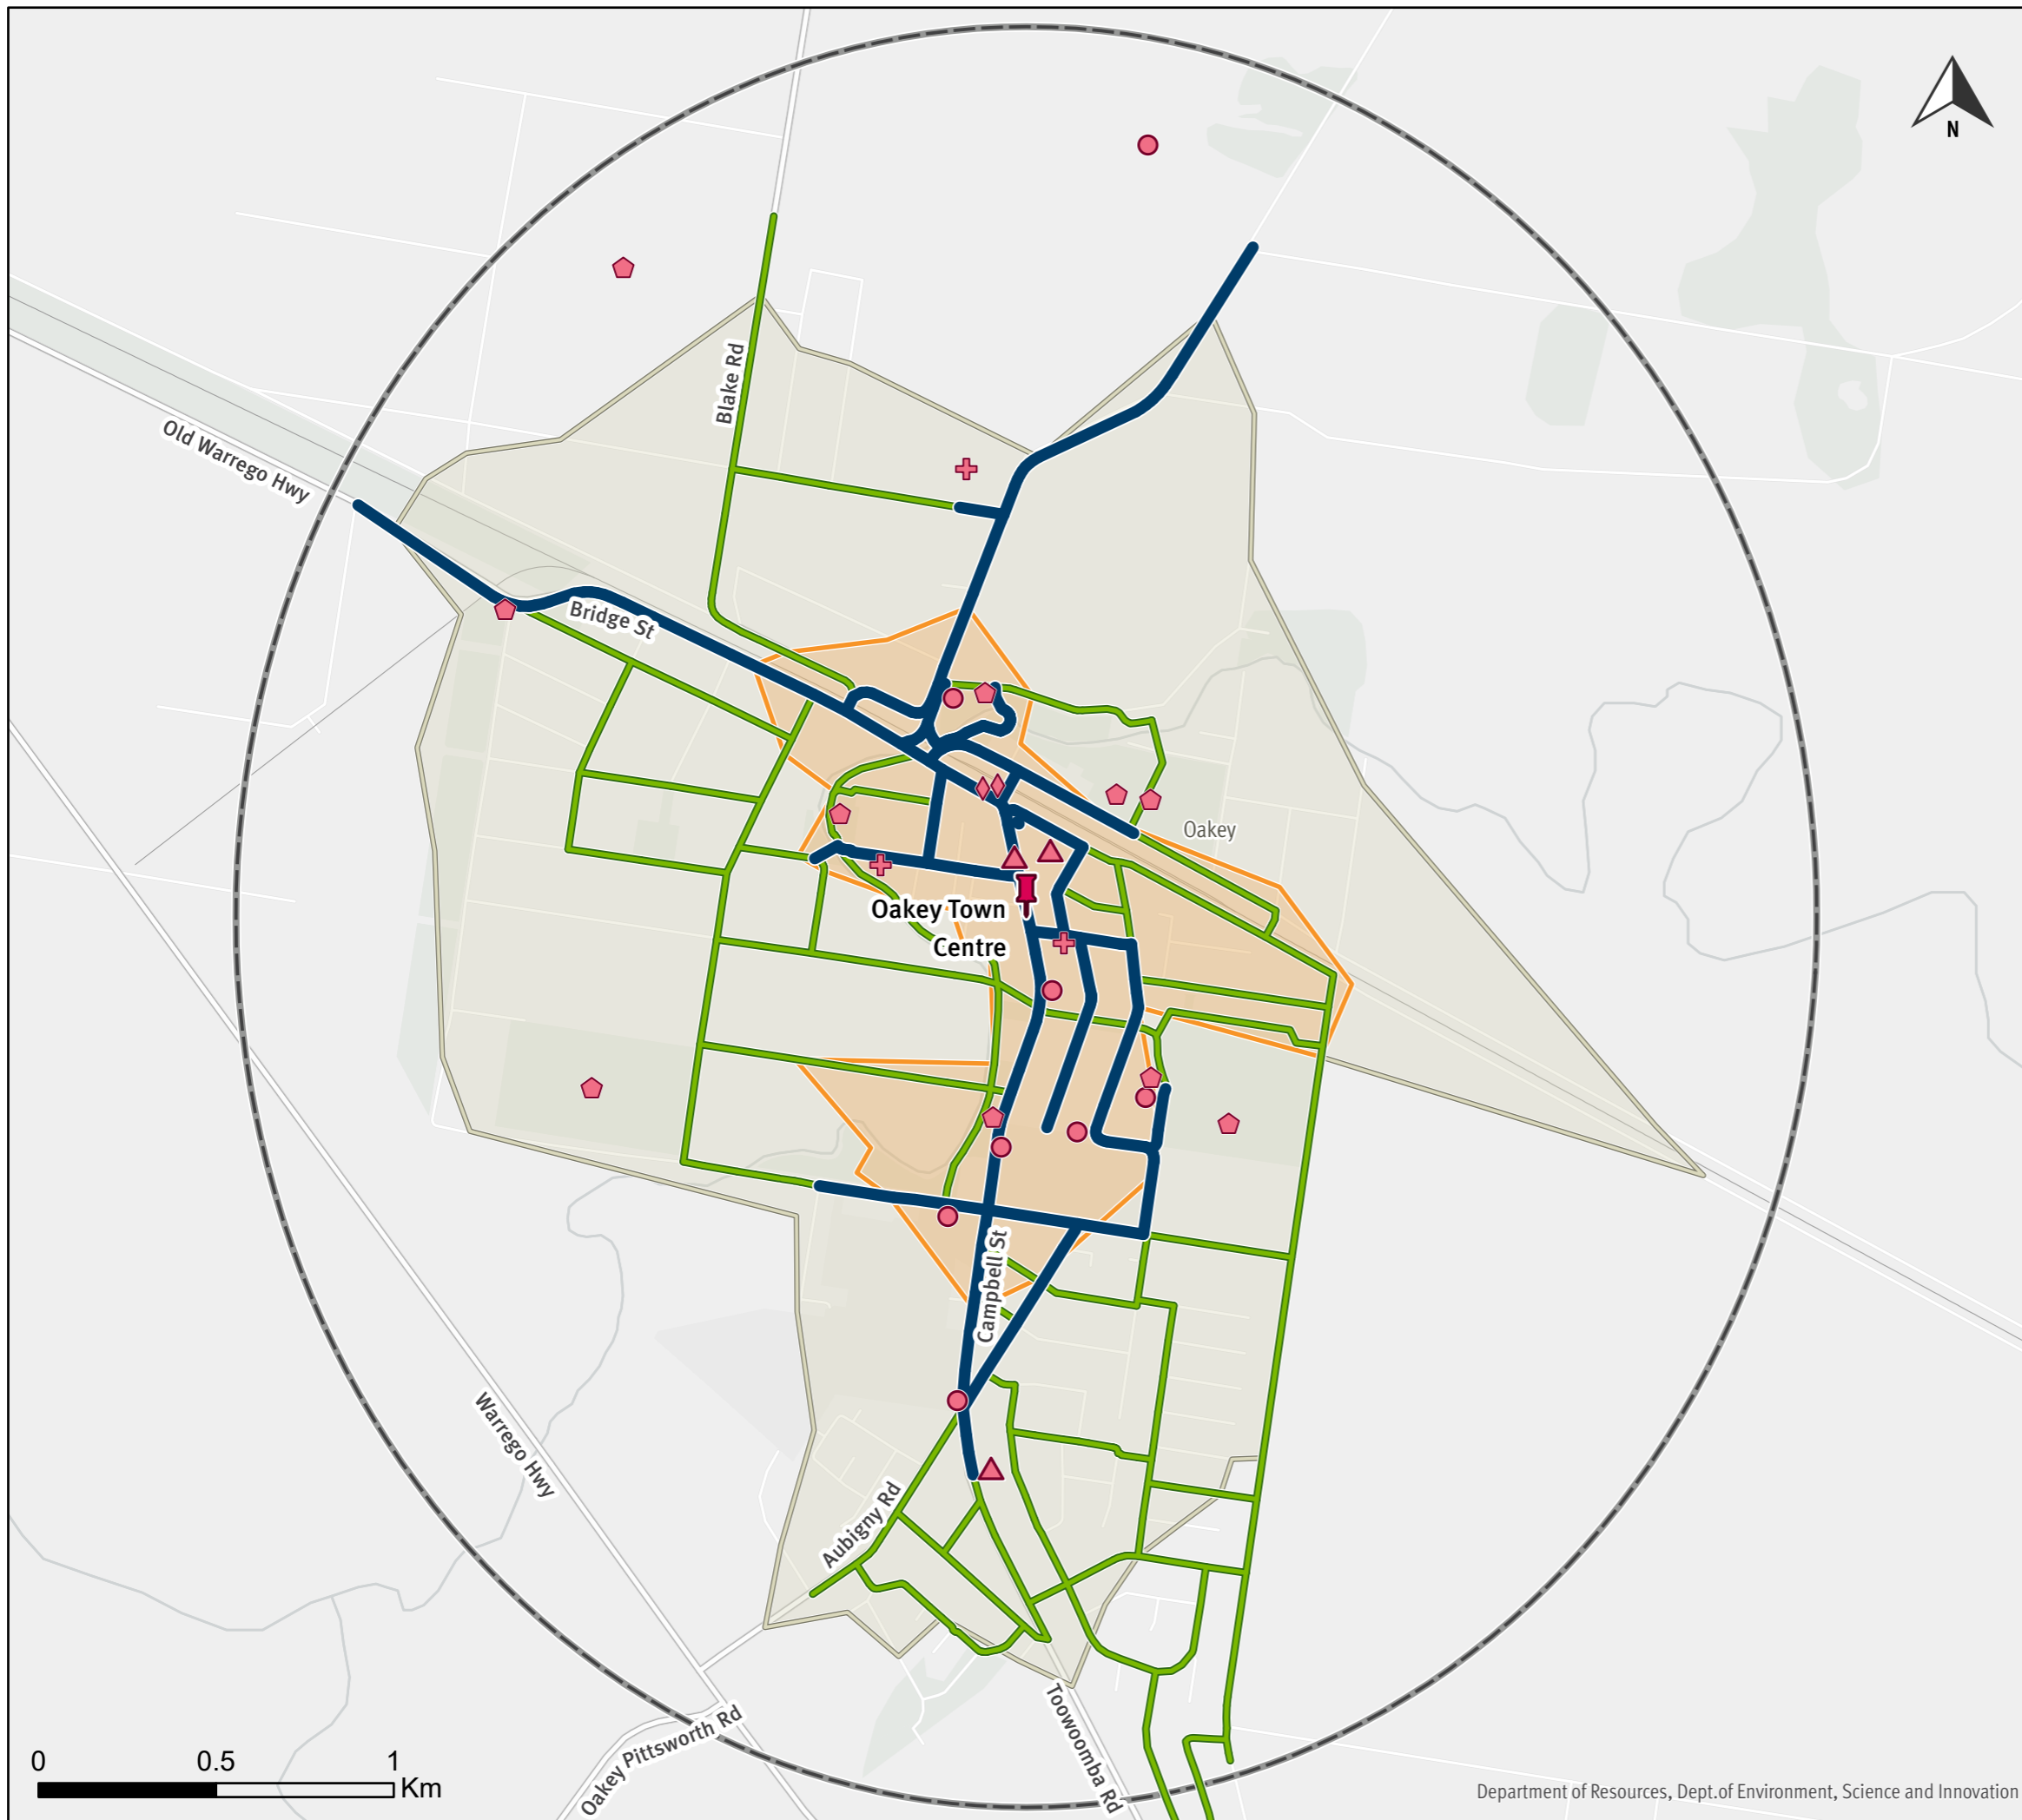 N
Blake Rd
Old Warrego Hwy
Bridge St
Oakey
Oakey Town
Centre
Campbell St
Warrego Hwy
Aubigny Rd
Oakey Pittsworth Rd
Toowoomba Rd
0 0.5 1
Km
Department of Resources, Dept.of Environment, Science and Innovation